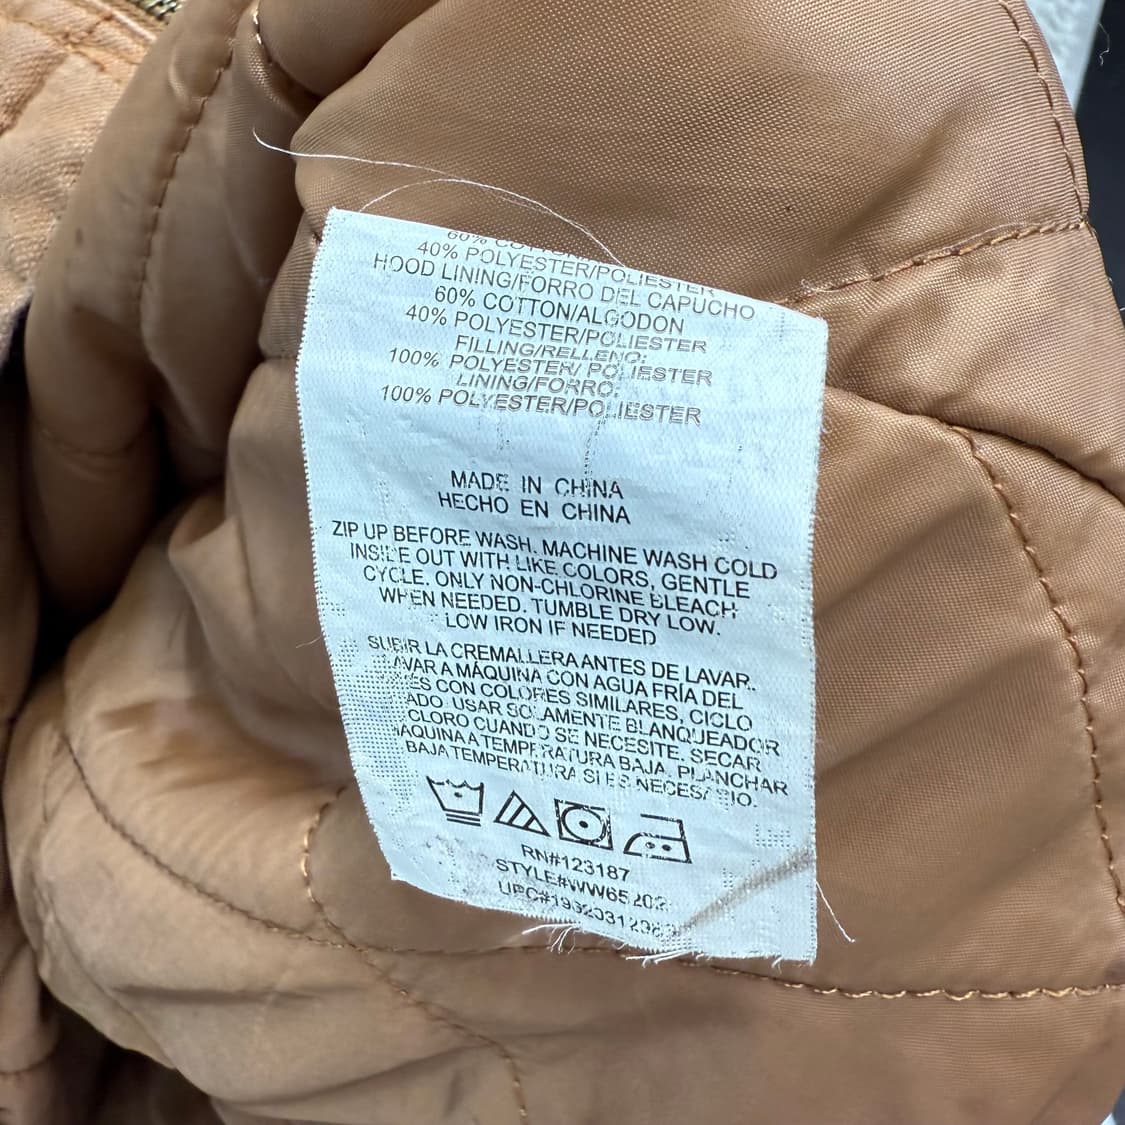 60%
40% POLYESTER/POLIESTER
HOOD LINING/FORRO DEL CAPUCHO
60% COTTON/ALGODON
40% POLYESTER/POLIESTER
FILLING/RELLENO:
100% POLYESTER/ POLIESTER
LINING/FORRO:
100% POLYESTER/POLIESTER
MADE IN CHINA
HECHO EN CHINA
ZIP UP BEFORE WASH. MACHINE WASH COLD
INSIDE OUT WITH LIKE COLORS, GENTLE
CYCLE. ONLY NON-CHLORINE BLEACH
WHEN NEEDED. TUMBLE DRY LOW.
LOW IRON IF NEEDED
SUBIR LA CREMALLERA ANTES DE LAVAR.
LAVAR A MÁQUINA CON AGUA FRÍA DEL
CON COLORES SIMILARES, CICLO
USAR SOLAMENTE BLANQUEADOR
CLORO CUANDO SE NECESITE. SECAR
MÁQUINA A TEMPERATURA BAJA. PLANCHAR
BAJA TEMPERATURA SI ES NECESARIO.
RN#123187